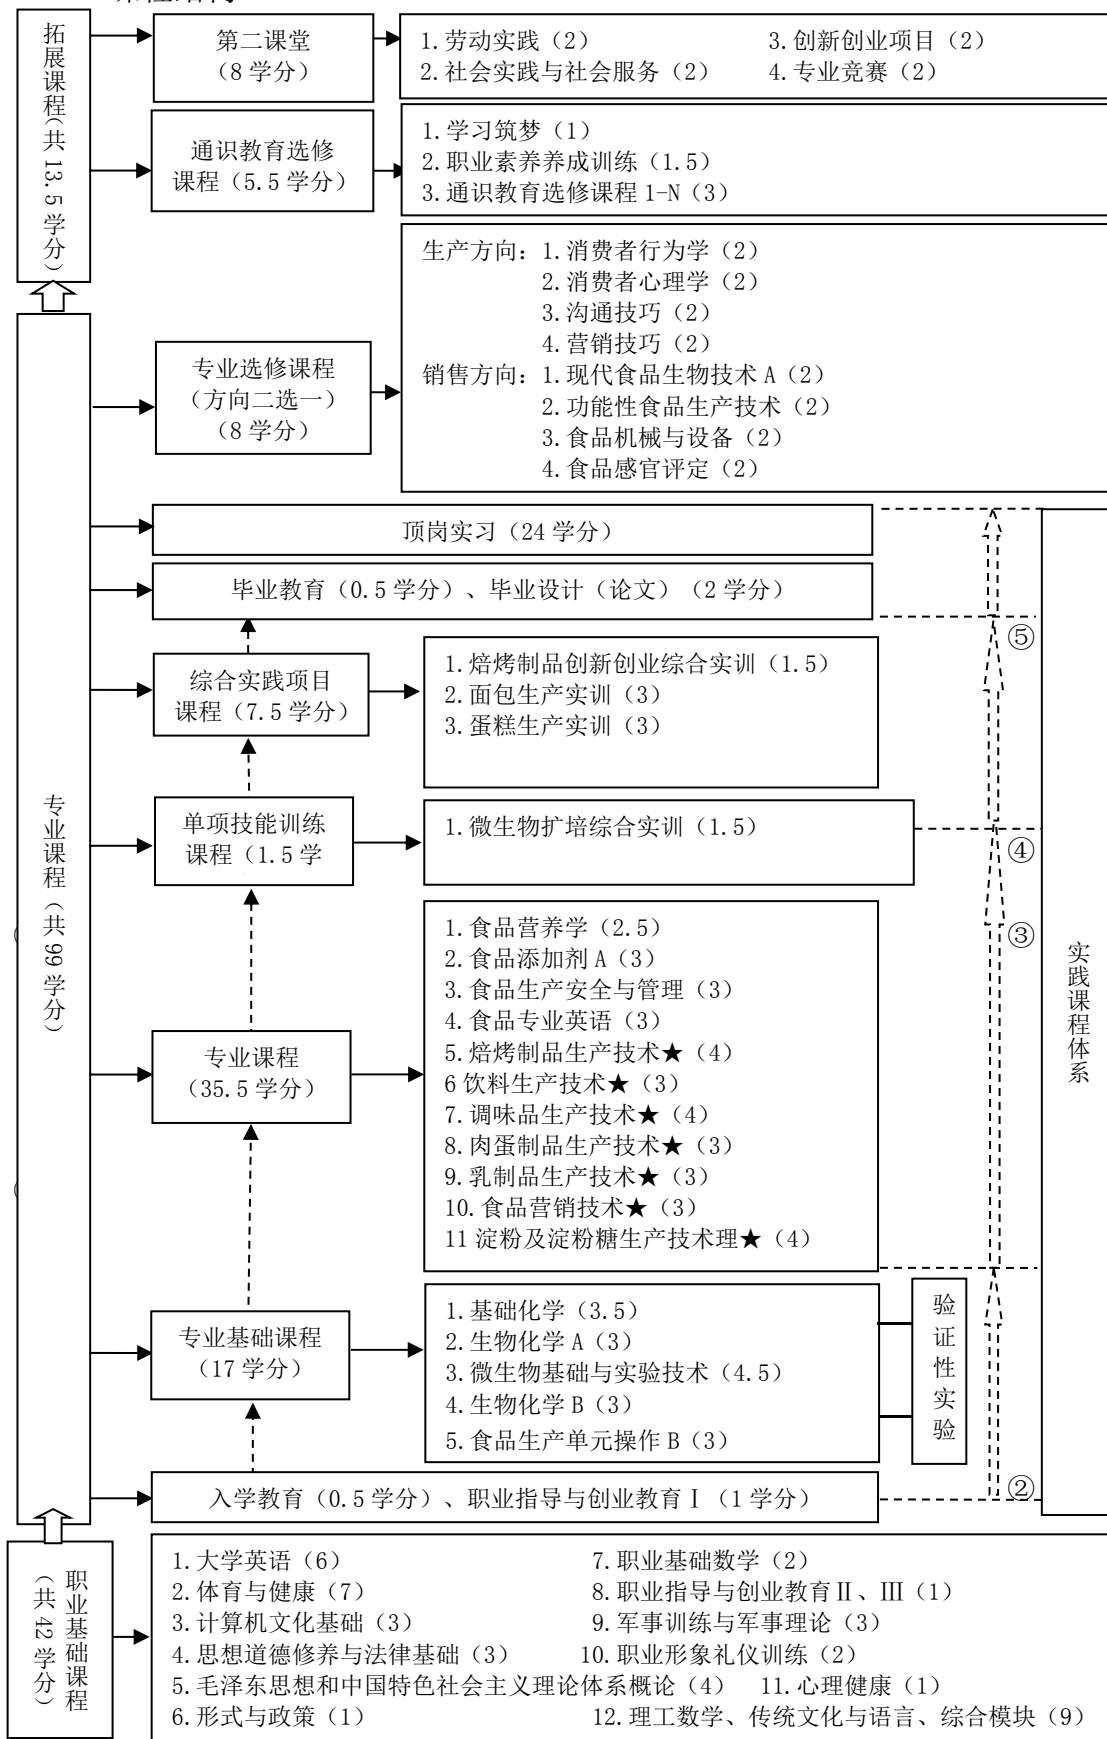 拓展课程(共 13.5 学分)
第二课堂
（8 学分）
1.劳动实践（2） 3.创新创业项目（2）
2.社会实践与社会服务（2） 4.专业竞赛（2）
通识教育选修
课程（5.5 学分）
1.学习筑梦（1）
2.职业素养养成训练（1.5）
3.通识教育选修课程 1-N（3）
专业选修课程
（方向二选一）
（8 学分）
生产方向：1.消费者行为学（2）
2.消费者心理学（2）
3.沟通技巧（2）
4.营销技巧（2）
销售方向：1.现代食品生物技术 A（2）
2.功能性食品生产技术（2）
3.食品机械与设备（2）
4.食品感官评定（2）
专业课程（共 99 学分）
顶岗实习（24 学分）
毕业教育（0.5 学分）、毕业设计（论文）（2 学分）
⑤
综合实践项目
课程（7.5 学分）
1.焙烤制品创新创业综合实训（1.5）
2.面包生产实训（3）
3.蛋糕生产实训（3）
单项技能训练
课程（1.5 学
1.微生物扩培综合实训（1.5）
④
③
专业课程
（35.5 学分）
1.食品营养学（2.5）
2.食品添加剂 A（3）
3.食品生产安全与管理（3）
4.食品专业英语（3）
5.焙烤制品生产技术★（4）
6 饮料生产技术★（3）
7.调味品生产技术★（4）
8.肉蛋制品生产技术★（3）
9.乳制品生产技术★（3）
10.食品营销技术★（3）
11 淀粉及淀粉糖生产技术理★（4）
实践课程体系
专业基础课程
（17 学分）
1.基础化学（3.5）
2.生物化学 A（3）
3.微生物基础与实验技术（4.5）
4.生物化学 B（3）
5.食品生产单元操作 B（3）
验证性实验
入学教育（0.5 学分）、职业指导与创业教育Ⅰ（1 学分）
②
职业基础课程
（共 42 学分）
1.大学英语（6） 7.职业基础数学（2）
2.体育与健康（7） 8.职业指导与创业教育Ⅱ、Ⅲ（1）
3.计算机文化基础（3） 9.军事训练与军事理论（3）
4.思想道德修养与法律基础（3） 10.职业形象礼仪训练（2）
5.毛泽东思想和中国特色社会主义理论体系概论（4） 11.心理健康（1）
6.形式与政策（1） 12.理工数学、传统文化与语言、综合模块（9）